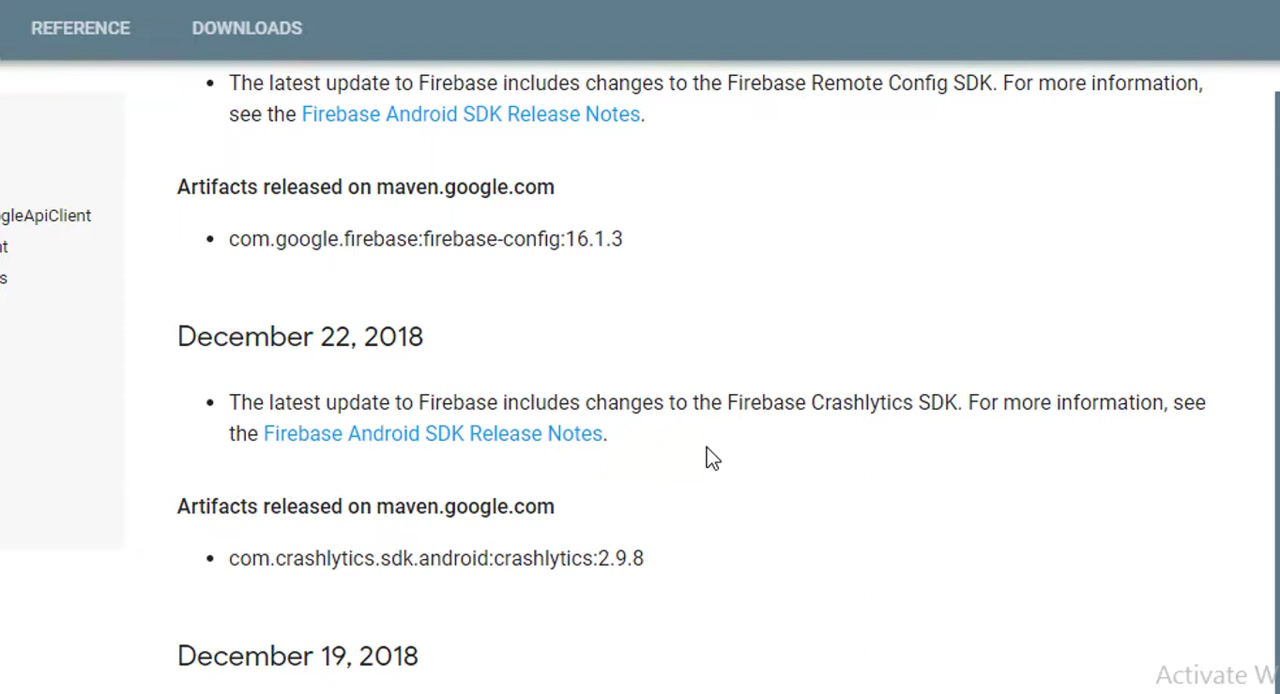 REFERENCE DOWNLOADS
• The latest update to Firebase includes changes to the Firebase Remote Config SDK. For more information,
see the Firebase Android SDK Release Notes.
Artifacts released on maven.google.com
gleApiClient
• com.google.firebase:firebase-config:16.1.3
s
December 22, 2018
• The latest update to Firebase includes changes to the Firebase Crashlytics SDK. For more information, see
the Firebase Android SDK Release Notes.
Artifacts released on maven.google.com
• com.crashlytics.sdk.android:crashlytics:2.9.8
December 19, 2018
Activate W